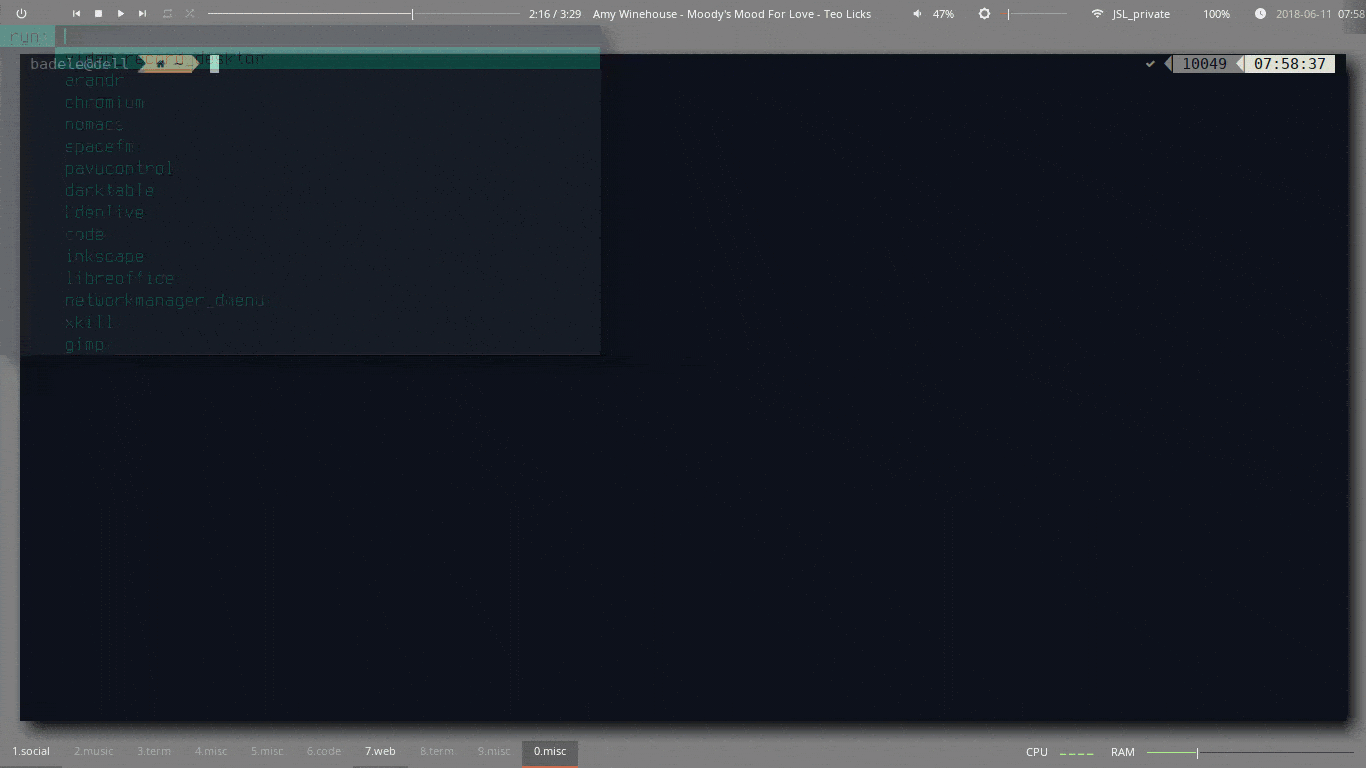 2:16 / 3:29 Amy Winehouse - Moody's Mood For Love - Teo Licks 47% JSL_private 100% 2018-06-11 07:58
run:
badele@dell ~ 10049 07:58:37
arandr
chromium
nomacs
spacefm
pavucontrol
darktable
kdenlive
code
inkscape
libreoffice
networkmanager_dmenu
xkill
gimp
1.social 2.music 3.term 4.misc 5.misc 6.code 7.web 8.term 9.misc 0.misc CPU RAM